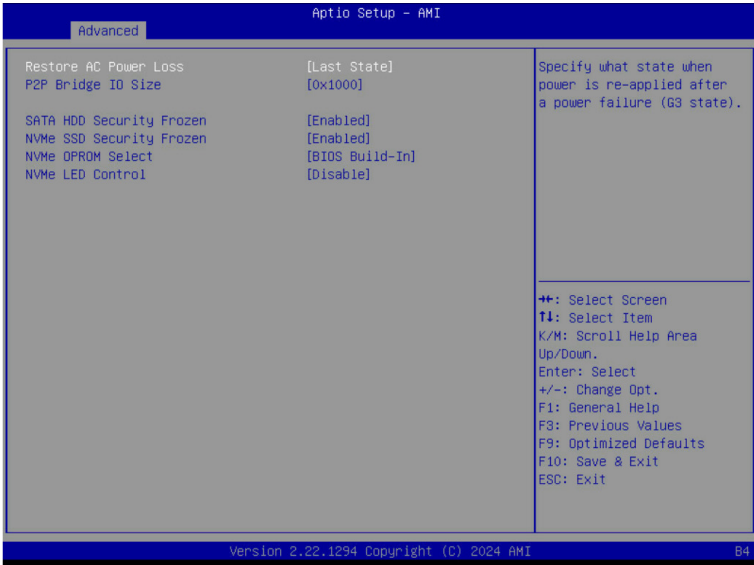 Aptio Setup - AMI
Advanced
Restore AC Power Loss [Last State]
P2P Bridge IO Size [0x1000]
SATA HDD Security Frozen [Enabled]
NVMe SSD Security Frozen [Enabled]
NVMe OPROM Select [BIOS Build-In]
NVMe LED Control [Disable]
Specify what state when
power is re-applied after
a power failure (G3 state).
→←: Select Screen
↑↓: Select Item
K/M: Scroll Help Area
Up/Down.
Enter: Select
+/-: Change Opt.
F1: General Help
F3: Previous Values
F9: Optimized Defaults
F10: Save & Exit
ESC: Exit
Version 2.22.1294 Copyright (C) 2024 AMI
B4